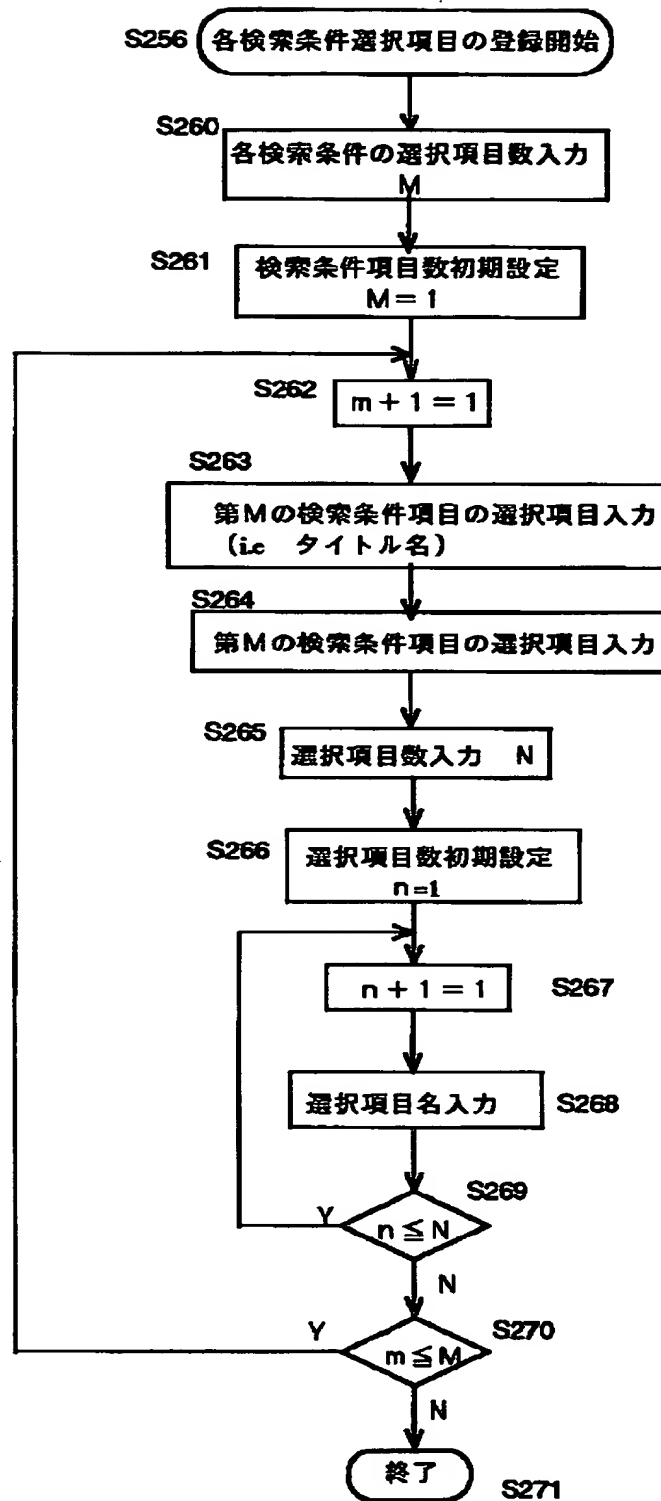 S256 各検索条件選択項目の登録開始
S260
各検索条件の選択項目数入力
M
S261
検索条件項目数初期設定
M = 1
S262
m + 1 = 1
S263
第Mの検索条件項目の選択項目入力
(i.c タイトル名)
S264
第Mの検索条件項目の選択項目入力
S265
選択項目数入力 N
S266
選択項目数初期設定
n=1
n + 1 = 1 S267
選択項目名入力 S268
S269
Y n ≦ N
N
Y S270
m ≦ M
N
終了
S271